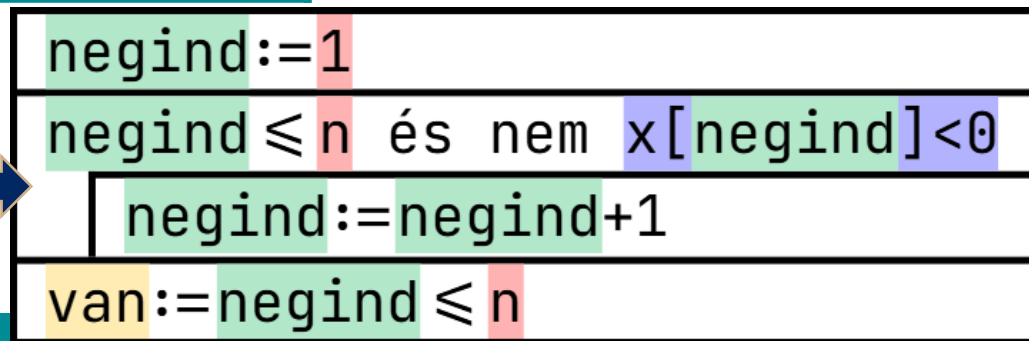 negind:=1
negind ≤ n és nem x[negind]<0
negind:=negind+1
van:=negind ≤ n